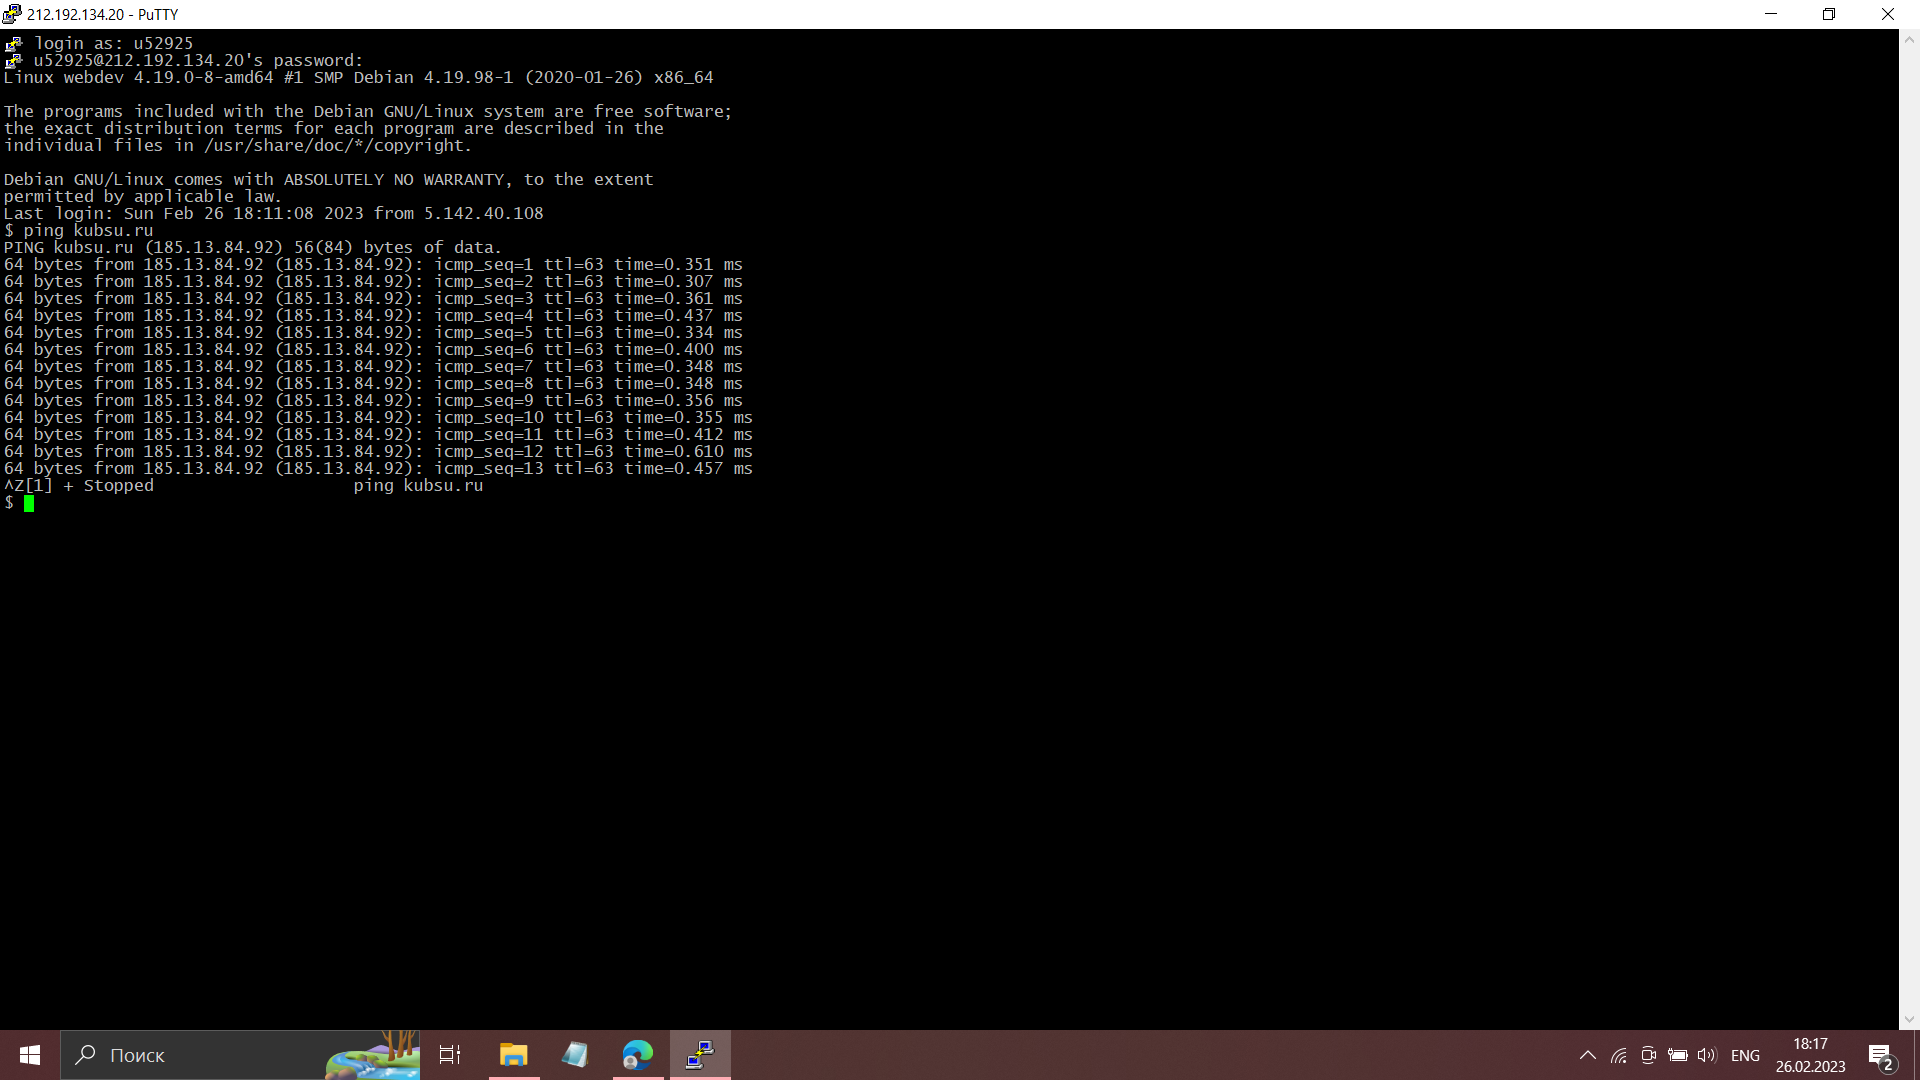 212.192.134.20 - PuTTY
login as: u52925
u52925@212.192.134.20's password:
Linux webdev 4.19.0-8-amd64 #1 SMP Debian 4.19.98-1 (2020-01-26) x86_64

The programs included with the Debian GNU/Linux system are free software;
the exact distribution terms for each program are described in the
individual files in /usr/share/doc/*/copyright.

Debian GNU/Linux comes with ABSOLUTELY NO WARRANTY, to the extent
permitted by applicable law.
Last login: Sun Feb 26 18:11:08 2023 from 5.142.40.108
$ ping kubsu.ru
PING kubsu.ru (185.13.84.92) 56(84) bytes of data.
64 bytes from 185.13.84.92 (185.13.84.92): icmp_seq=1 ttl=63 time=0.351 ms
64 bytes from 185.13.84.92 (185.13.84.92): icmp_seq=2 ttl=63 time=0.307 ms
64 bytes from 185.13.84.92 (185.13.84.92): icmp_seq=3 ttl=63 time=0.361 ms
64 bytes from 185.13.84.92 (185.13.84.92): icmp_seq=4 ttl=63 time=0.437 ms
64 bytes from 185.13.84.92 (185.13.84.92): icmp_seq=5 ttl=63 time=0.334 ms
64 bytes from 185.13.84.92 (185.13.84.92): icmp_seq=6 ttl=63 time=0.400 ms
64 bytes from 185.13.84.92 (185.13.84.92): icmp_seq=7 ttl=63 time=0.348 ms
64 bytes from 185.13.84.92 (185.13.84.92): icmp_seq=8 ttl=63 time=0.348 ms
64 bytes from 185.13.84.92 (185.13.84.92): icmp_seq=9 ttl=63 time=0.356 ms
64 bytes from 185.13.84.92 (185.13.84.92): icmp_seq=10 ttl=63 time=0.355 ms
64 bytes from 185.13.84.92 (185.13.84.92): icmp_seq=11 ttl=63 time=0.412 ms
64 bytes from 185.13.84.92 (185.13.84.92): icmp_seq=12 ttl=63 time=0.610 ms
64 bytes from 185.13.84.92 (185.13.84.92): icmp_seq=13 ttl=63 time=0.457 ms
^Z[1] + Stopped                    ping kubsu.ru
$
Поиск
ENG
18:17
26.02.2023
2